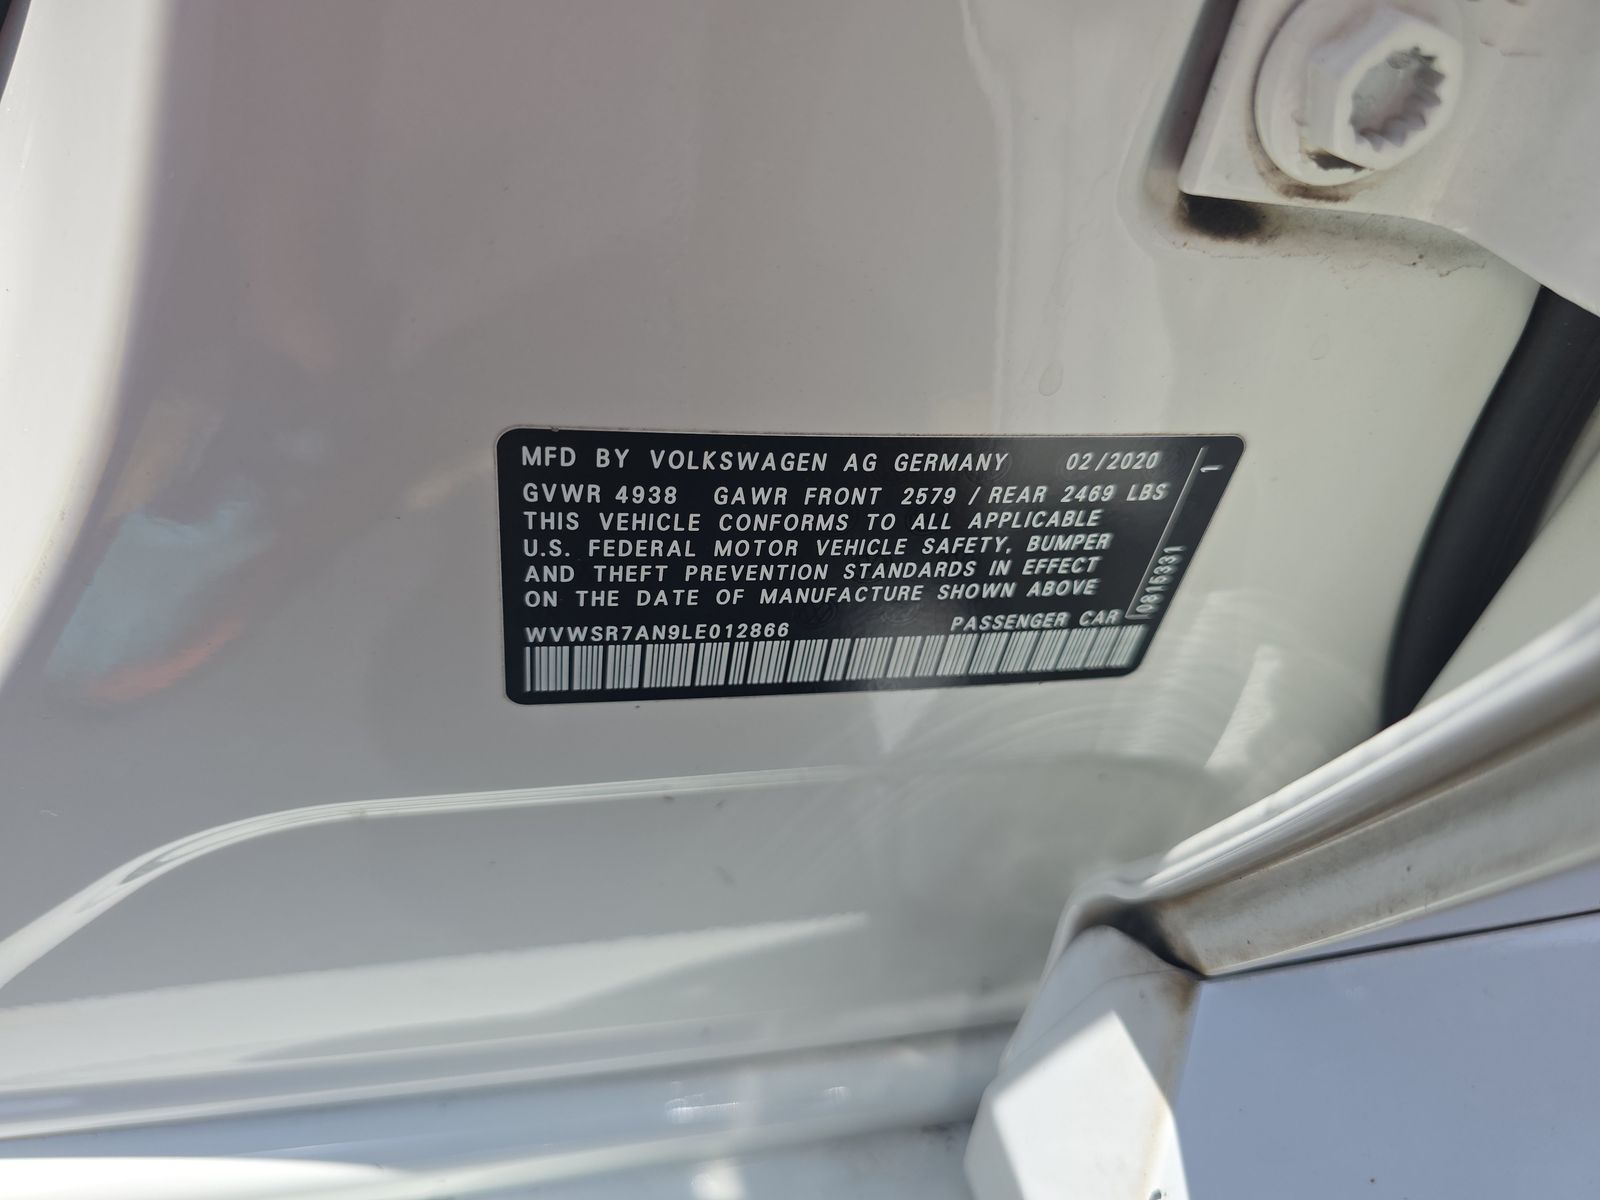 MFD BY VOLKSWAGEN AG GERMANY 02/2020
GVWR 4938 GAWR FRONT 2579 / REAR 2469 LBS
THIS VEHICLE CONFORMS TO ALL APPLICABLE
U.S. FEDERAL MOTOR VEHICLE SAFETY, BUMPER
AND THEFT PREVENTION STANDARDS IN EFFECT
ON THE DATE OF MANUFACTURE SHOWN ABOVE
WVWSR7AN9LE012866 PASSENGER CAR
0815331 1